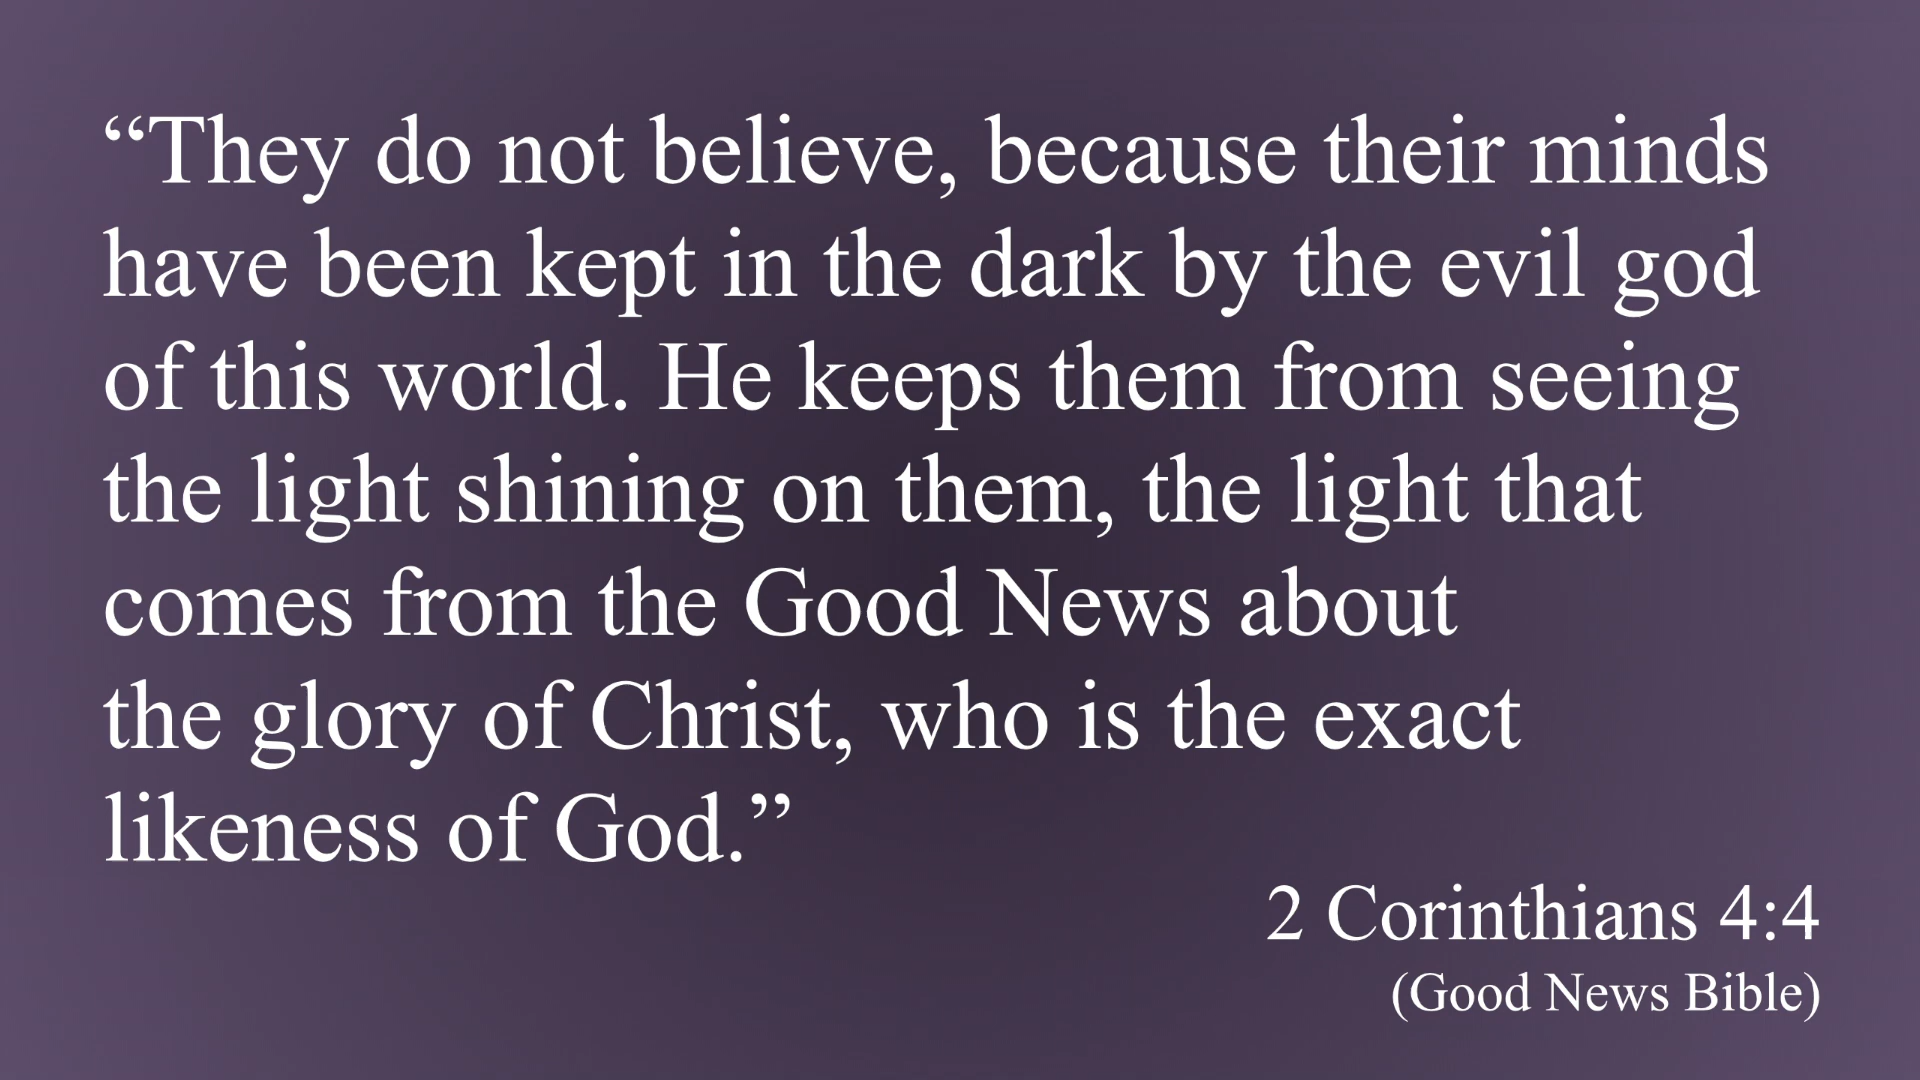 “They do not believe, because their minds
have been kept in the dark by the evil god
of this world. He keeps them from seeing
the light shining on them, the light that
comes from the Good News about
the glory of Christ, who is the exact
likeness of God.”
2 Corinthians 4:4
(Good News Bible)